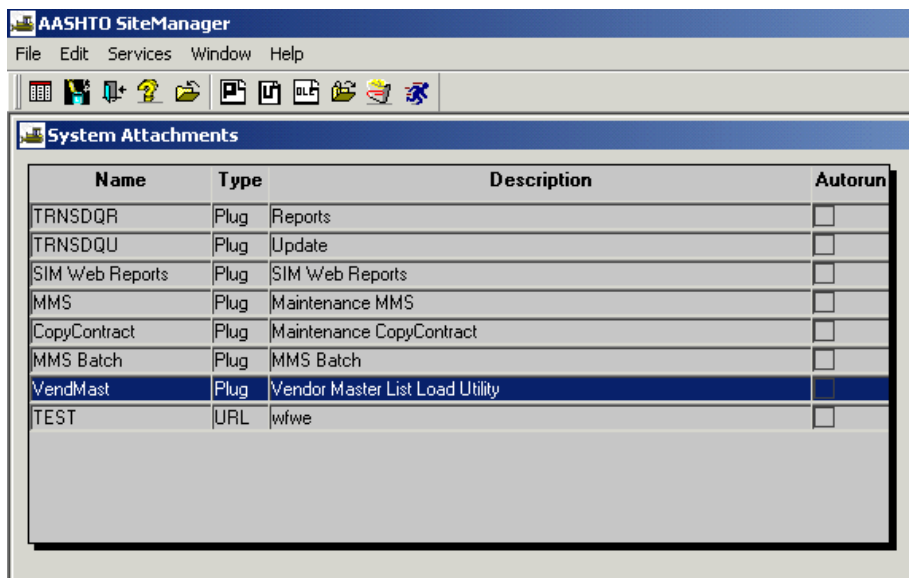 AASHTO SiteManager
File Edit Services Window Help
System Attachments
Name Type Description Autorun
TRNSDQR Plug Reports
TRNSDQU Plug Update
SIM Web Reports Plug SIM Web Reports
MMS Plug Maintenance MMS
CopyContract Plug Maintenance CopyContract
MMS Batch Plug MMS Batch
VendMast Plug Vendor Master List Load Utility
TEST URL wfwe